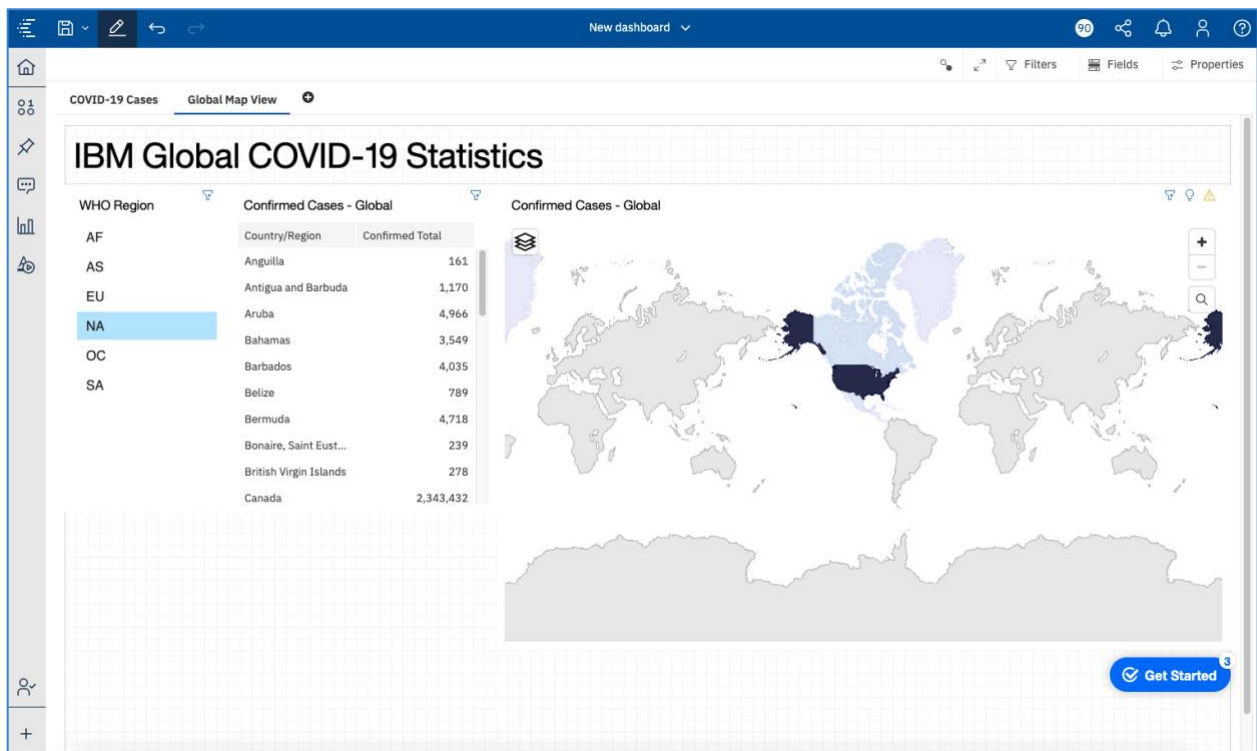 New dashboard
90
Filters
Fields
Properties
COVID-19 Cases
Global Map View
IBM Global COVID-19 Statistics
WHO Region
AF
AS
EU
NA
OC
SA
Confirmed Cases - Global
Country/Region Confirmed Total
Anguilla 161
Antigua and Barbuda 1,170
Aruba 4,966
Bahamas 3,549
Barbados 4,035
Belize 789
Bermuda 4,718
Bonaire, Saint Eust... 239
British Virgin Islands 278
Canada 2,343,432
Confirmed Cases - Global
Get Started
3